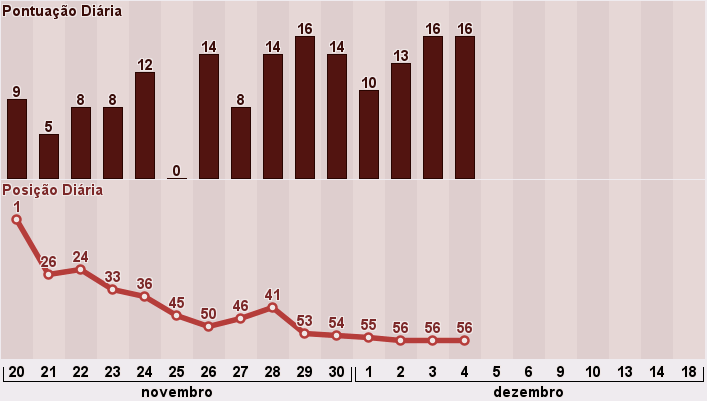 Pontuação Diária
9 5 8 8 12 0 14 8 14 16 14 10 13 16 16
Posição Diária
1 26 24 33 36 45 50 46 41 53 54 55 56 56 56
20 21 22 23 24 25 26 27 28 29 30 1 2 3 4 5 6 9 10 13 14 18
novembro dezembro